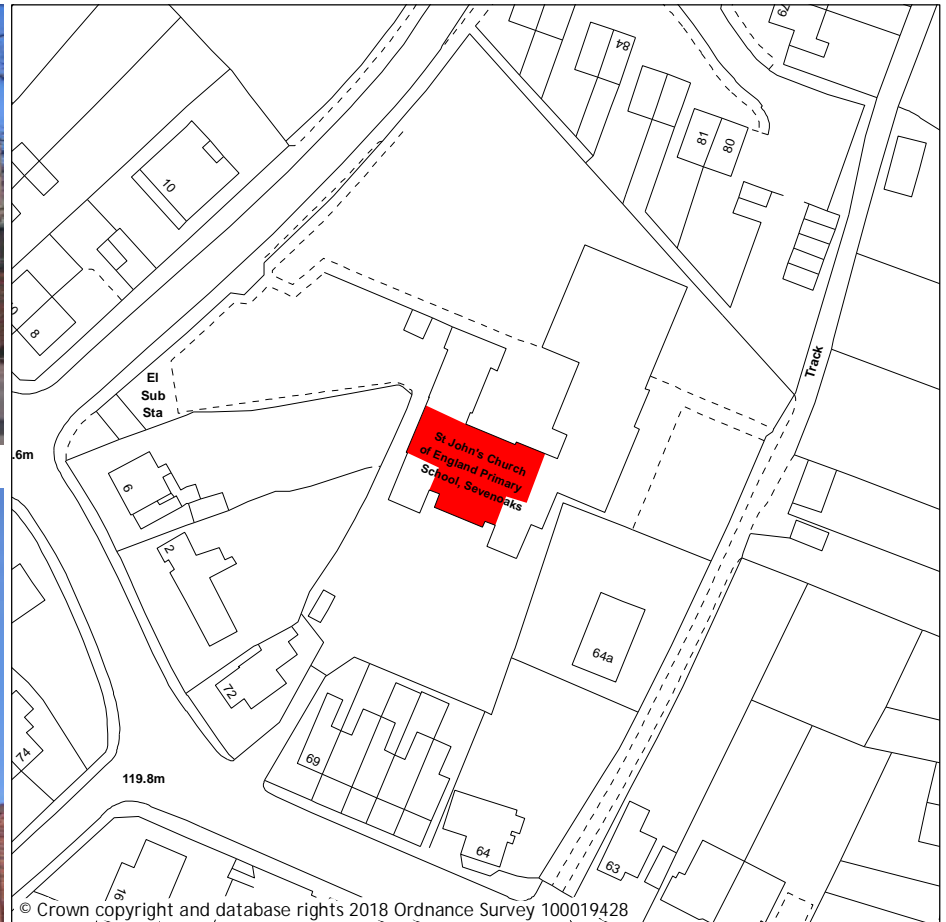 79
84
81
80
10
8
El
Sub
Sta
Track
.6m
St John's Church
of England Primary
School, Sevenoaks
6
2
64a
72
74
69
119.8m
64
63
16
© Crown copyright and database rights 2018 Ordnance Survey 100019428